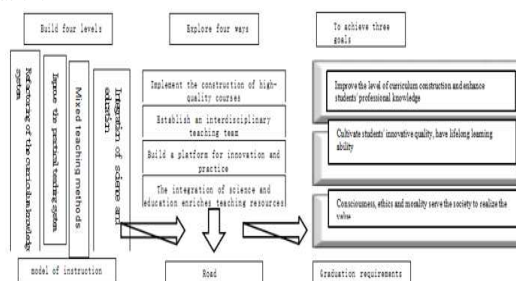 Build four levels
Explore four ways
To achieve three
goals
Refactoring of the curriculum knowledge
system
Improve the practical teaching system
Mixed teaching methods
Integration of science and
education
Implement the construction of high-
quality courses
Establish an interdisciplinary
teaching team
Build a platform for innovation and
practice
The integration of science and
education enriches teaching resources
Improve the level of curriculum construction and enhance
students' professional knowledge
Cultivate students' innovative quality, have lifelong learning
ability
Consciousness, ethics and morality serve the society to realize the
value
model of instruction
Road
Graduation requirements